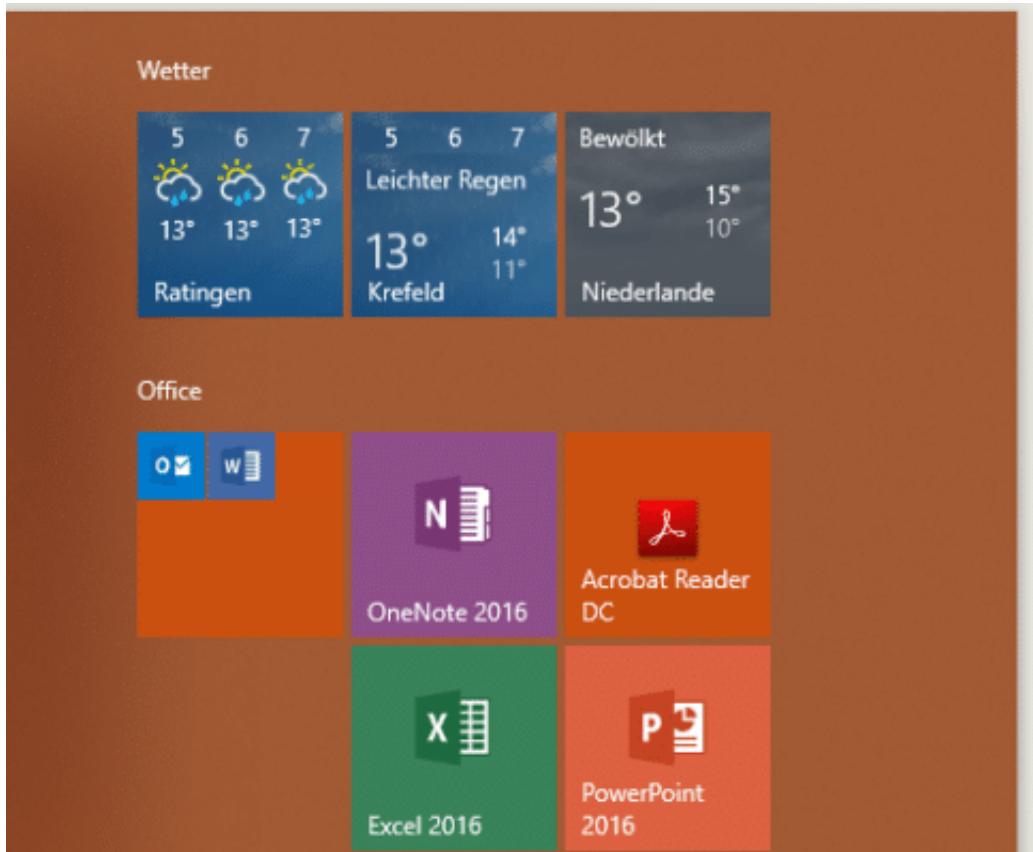 Wetter
5 6 7
13° 13° 13°
Ratingen
5 6 7
Leichter Regen
13° 14°
11°
Krefeld
Bewölkt
13° 15°
10°
Niederlande
Office
O
W
N
OneNote 2016
Acrobat Reader
DC
X
Excel 2016
P
PowerPoint
2016